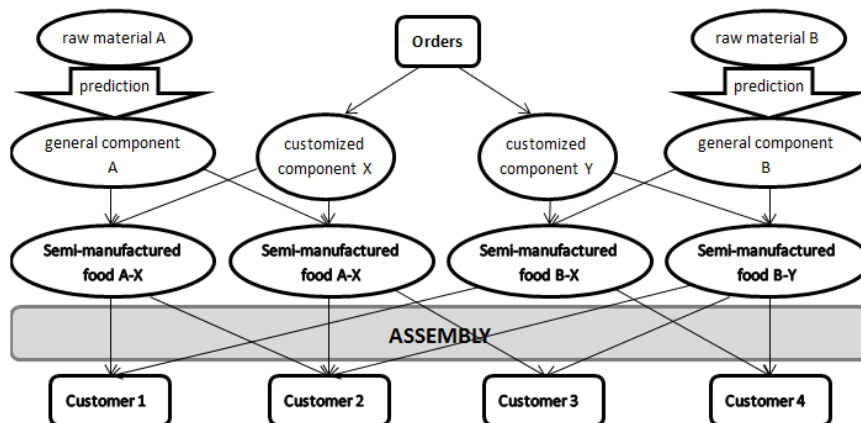 raw material A
Orders
raw material B
prediction
prediction
general component
A
customized
component X
customized
component Y
general component
B
Semi-manufactured
food A-X
Semi-manufactured
food A-X
Semi-manufactured
food B-X
Semi-manufactured
food B-Y
ASSEMBLY
Customer 1
Customer 2
Customer 3
Customer 4